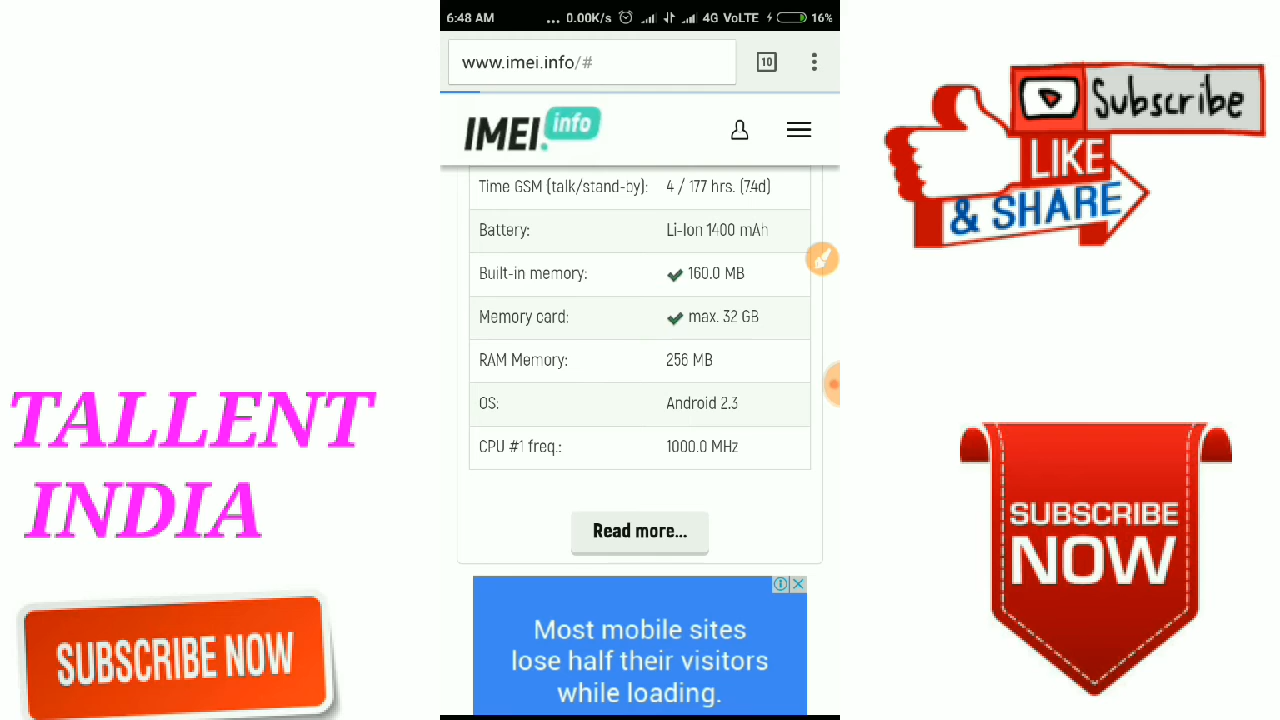 6:48 AM ... 0.00K/s 4G VoLTE 16%
www.imei.info/# 10
IMEI.info
Time GSM (talk/stand-by): 4 / 177 hrs. (7.4d)
Battery: Li-Ion 1400 mAh
Built-in memory: 160.0 MB
Memory card: max. 32 GB
RAM Memory: 256 MB
OS: Android 2.3
CPU #1 freq.: 1000.0 MHz
Read more...
Most mobile sites
lose half their visitors
while loading.
TALLENT
INDIA
SUBSCRIBE NOW
Subscribe
LIKE
& SHARE
SUBSCRIBE
NOW